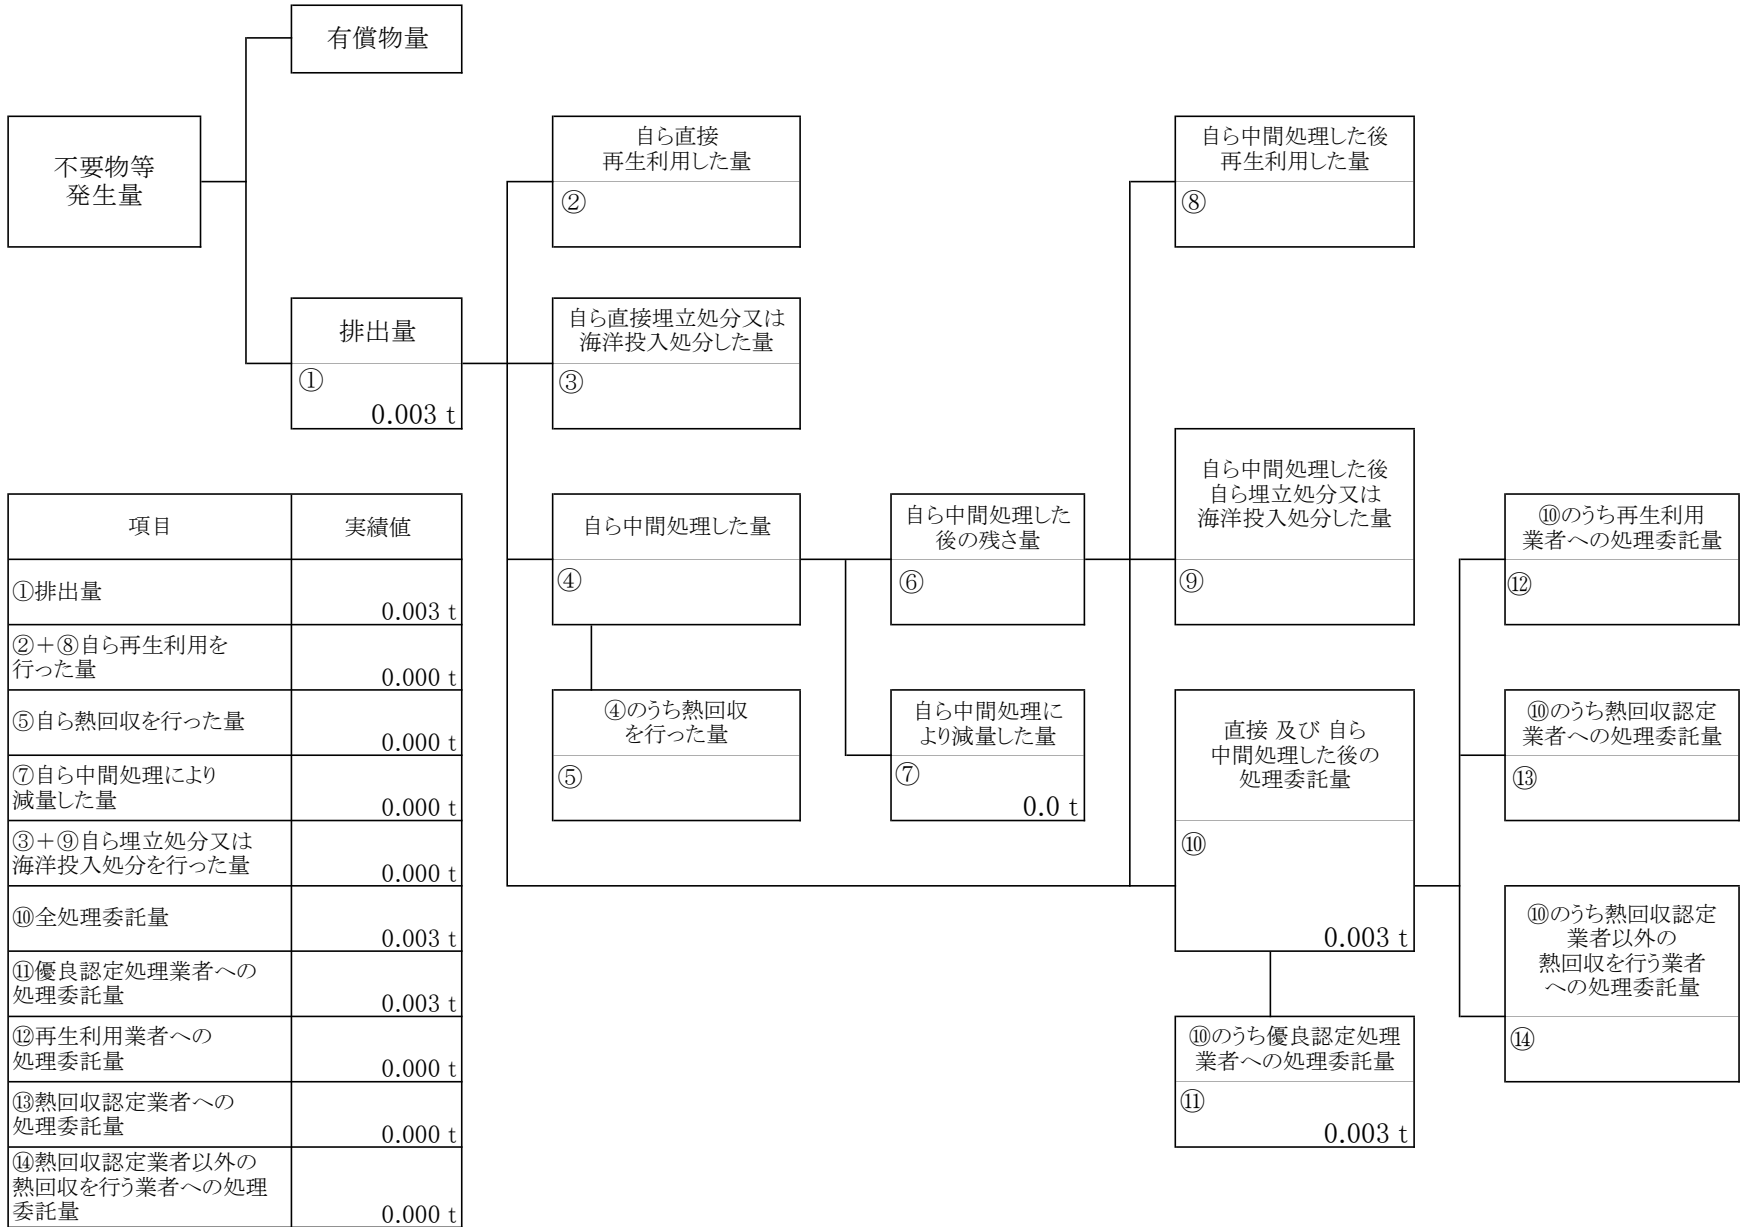 有償物量
不要物等
発生量
自ら直接
再生利用した量
②
自ら中間処理した後
再生利用した量
⑧
排出量
①
0.003 t
自ら直接埋立処分又は
海洋投入処分した量
③
自ら中間処理した量
④
自ら中間処理した
後の残さ量
⑥
自ら中間処理した後
自ら埋立処分又は
海洋投入処分した量
⑨
⑩のうち再生利用
業者への処理委託量
⑫
④のうち熱回収
を行った量
⑤
自ら中間処理に
より減量した量
⑦
0.0 t
直接 及び 自ら
中間処理した後の
処理委託量
⑩
0.003 t
⑩のうち熱回収認定
業者への処理委託量
⑬
⑩のうち熱回収認定
業者以外の
熱回収を行う業者
への処理委託量
⑭
⑩のうち優良認定処理
業者への処理委託量
⑪
0.003 t
項目 実績値
①排出量
0.003 t
②+⑧自ら再生利用を
行った量
0.000 t
⑤自ら熱回収を行った量
0.000 t
⑦自ら中間処理により
減量した量
0.000 t
③+⑨自ら埋立処分又は
海洋投入処分を行った量
0.000 t
⑩全処理委託量
0.003 t
⑪優良認定処理業者への
処理委託量
0.003 t
⑫再生利用業者への
処理委託量
0.000 t
⑬熱回収認定業者への
処理委託量
0.000 t
⑭熱回収認定業者以外の
熱回収を行う業者への処理
委託量
0.000 t